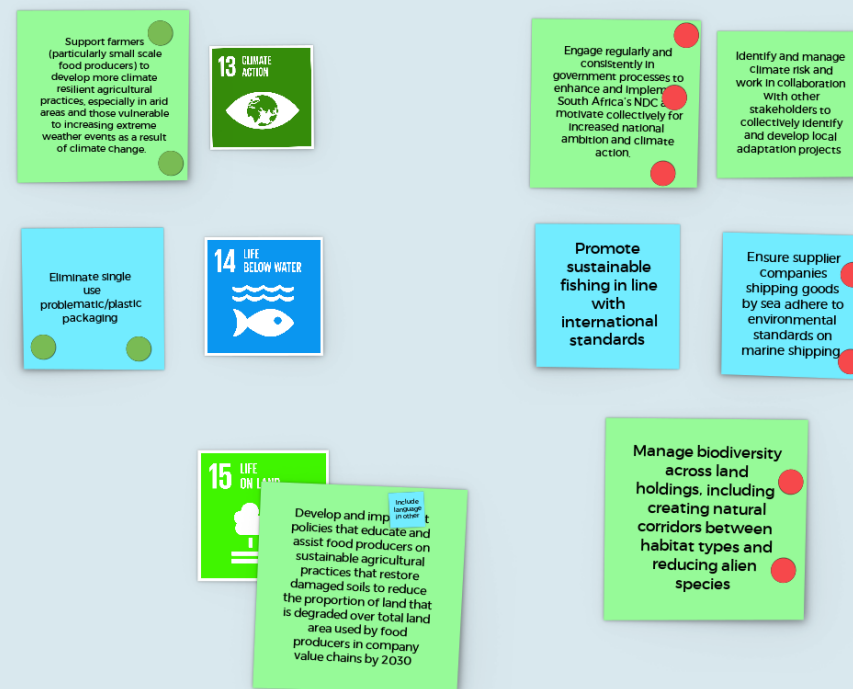 Support farmers
(particularly small scale
food producers) to
develop more climate
resilient agricultural
practices, especially in arid
areas and those vulnerable
to increasing extreme
weather events as a result
of climate change.
13 CLIMATE
ACTION
Engage regularly and
consistently in
government processes to
enhance and
South Africa's NDC
motivate collectively for
increased national
ambition and climate
action.
Identify and manage
climate risk and
work in collaboration
with other
stakeholders to
collectively identify
and develop local
adaptation projects
Eliminate single
use
problematic/plastic
packaging
14 LIFE
BELOW WATER
Promote
sustainable
fishing in line
with
international
standards
Ensure supplier
companies
shipping goods
by sea adhere to
environmental
standards on
marine shipping
15 LIFE
ON
Include
language
in other
Develop and
policies that educate and
assist food producers on
sustainable agricultural
practices that restore
damaged soils to reduce
the proportion of land that
is degraded over total land
area used by food
producers in company
value chains by 2030
Manage biodiversity
across land
holdings, including
creating natural
corridors between
habitat types and
reducing alien
species